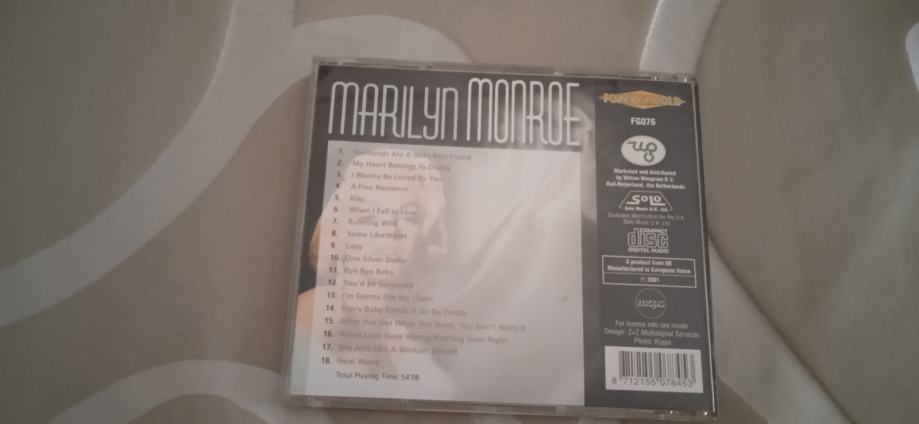 MARILYN MONROE
1. Diamonds Are A Girl's Best Friend
2. My Heart Belongs To Daddy
3. I Wanna Be Loved By You
4. A Fine Romance
5. Kiss
6. When I Fall In Love
7. Running Wild
8. Some Like It Hot
9. Lazy
10. One Silver Dollar
11. Bye Bye Baby
12. You'd Be Surprised
13. I'm Gonna File My Claim
14. Every Baby Needs A Da Da Daddy
15. After You Get What You Want, You Don't Want It
16. When Love Goes Wrong Nothing Goes Right
17. She Acts Like A Woman Should
18. Heat Wave
Total Playing Time: 54'08
FOREVER GOLD
FG076
Marketed and distributed
by Weton-Wesgram B.V.
Oud-Beijerland, the Netherlands
SOLO
Solo Music U.K. Ltd.
Exclusive distribution for the U.K.
Solo Music U.K. Ltd.
COMPACT
disc
DIGITAL AUDIO
A product from UK
Manufactured in European Union
℗ 2001
mcps
For license info see inside
Design: Z+Z Multidigital Services
Photo: Kippa
8 712155 078453